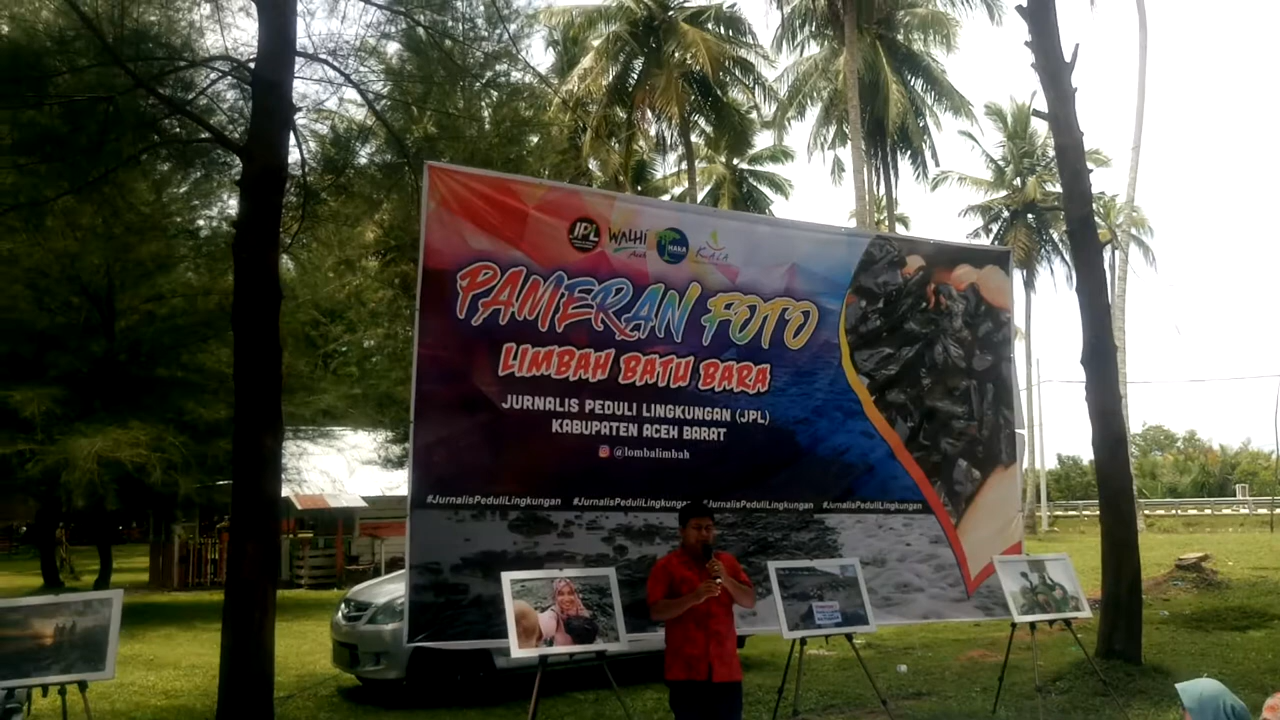 JPL WALHI Aceh HAkA KALA
PAMERAN FOTO
LIMBAH BATU BARA
JURNALIS PEDULI LINGKUNGAN (JPL)
KABUPATEN ACEH BARAT
@lombalimbah
#JurnalisPeduliLingkungan #JurnalisPeduliLingkungan #JurnalisPeduliLingkungan #JurnalisPeduliLingkungan